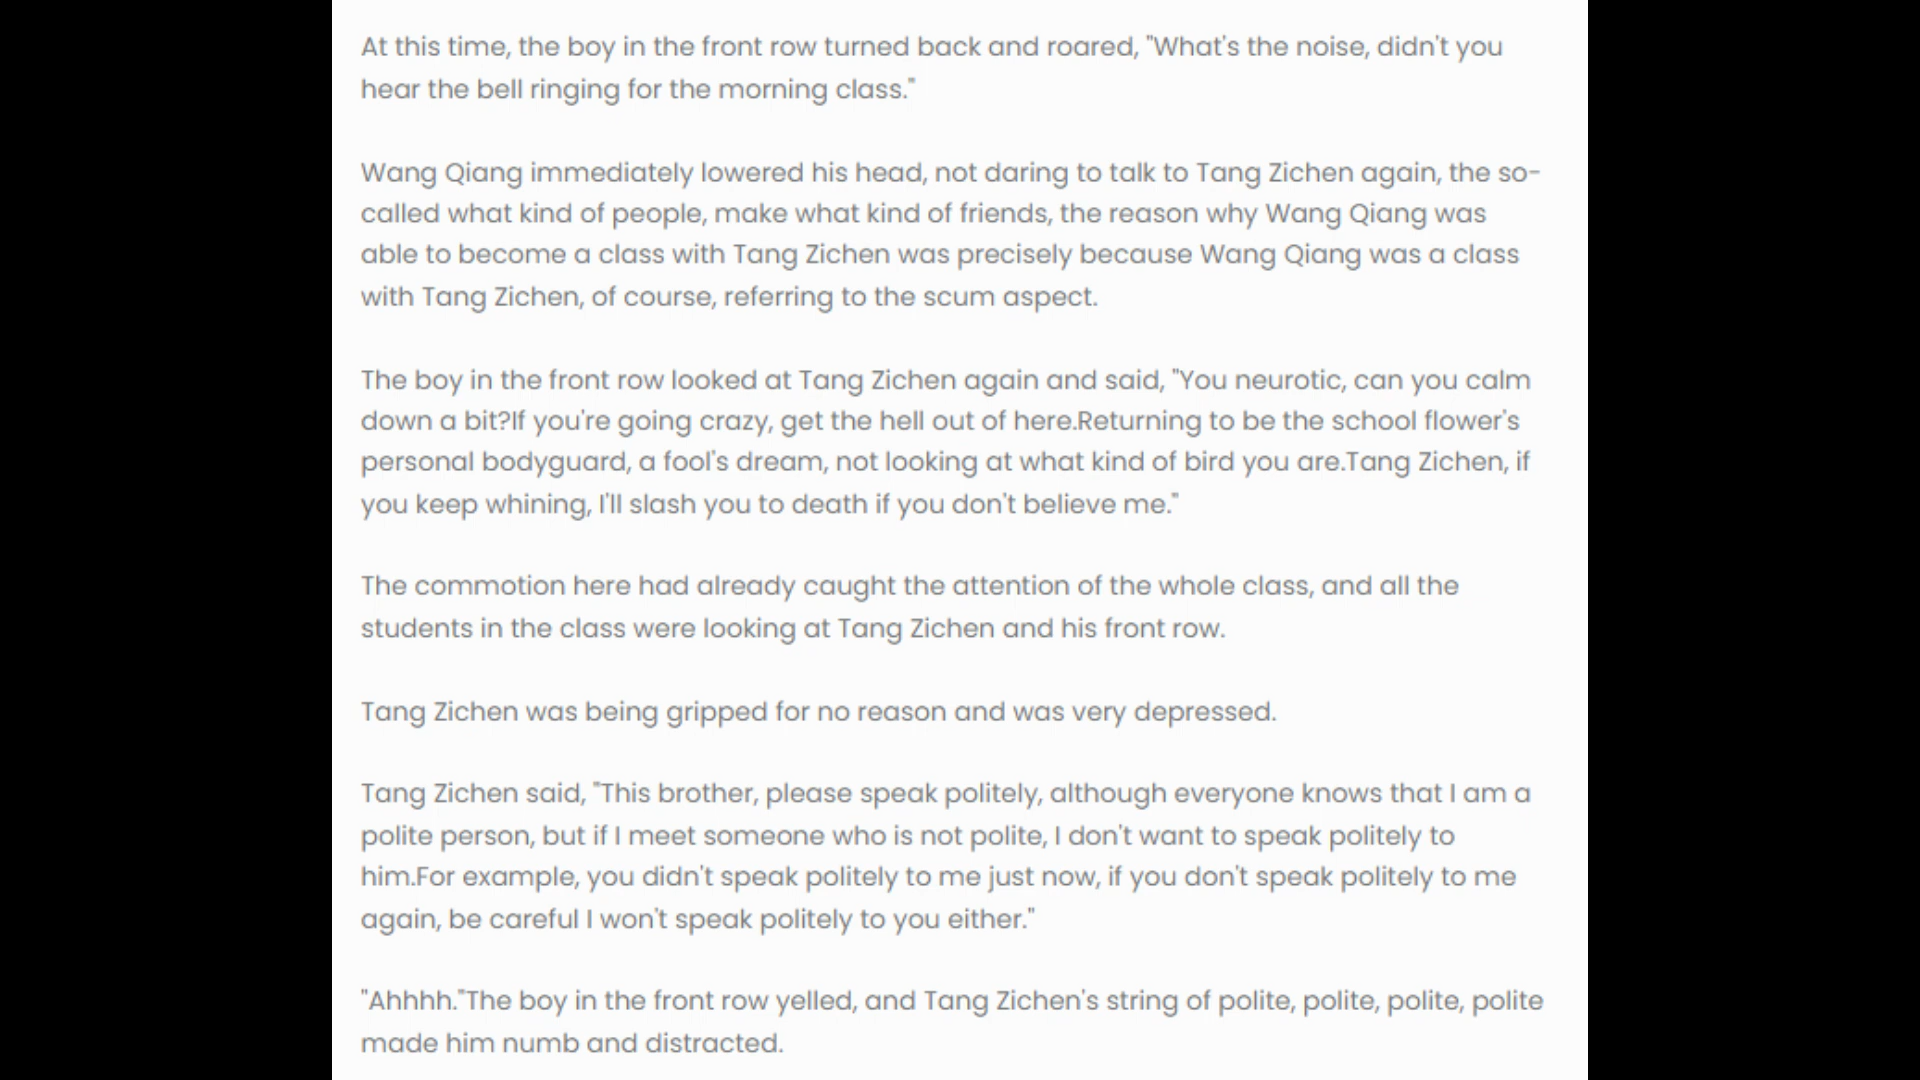 At this time, the boy in the front row turned back and roared, "What's the noise, didn't you
hear the bell ringing for the morning class."
Wang Qiang immediately lowered his head, not daring to talk to Tang Zichen again, the so-
called what kind of people, make what kind of friends, the reason why Wang Qiang was
able to become a class with Tang Zichen was precisely because Wang Qiang was a class
with Tang Zichen, of course, referring to the scum aspect.
The boy in the front row looked at Tang Zichen again and said, "You neurotic, can you calm
down a bit?If you're going crazy, get the hell out of here.Returning to be the school flower's
personal bodyguard, a fool's dream, not looking at what kind of bird you are.Tang Zichen, if
you keep whining, I'll slash you to death if you don't believe me."
The commotion here had already caught the attention of the whole class, and all the
students in the class were looking at Tang Zichen and his front row.
Tang Zichen was being gripped for no reason and was very depressed.
Tang Zichen said, "This brother, please speak politely, although everyone knows that I am a
polite person, but if I meet someone who is not polite, I don't want to speak politely to
him.For example, you didn't speak politely to me just now, if you don't speak politely to me
again, be careful I won't speak politely to you either."
"Ahhhh."The boy in the front row yelled, and Tang Zichen's string of polite, polite, polite, polite
made him numb and distracted.